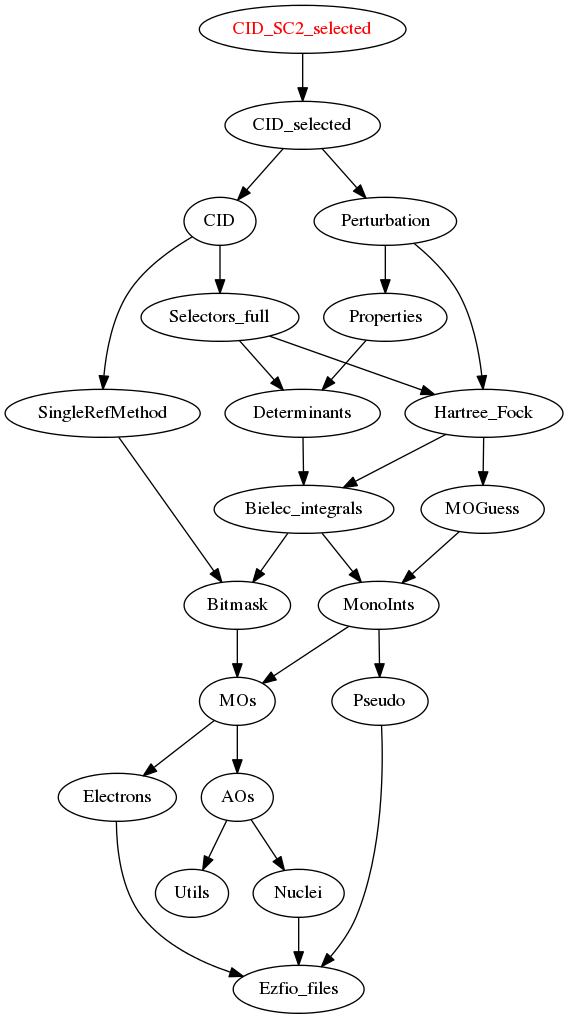 CID_SC2_selected
CID_selected
CID
Perturbation
Selectors_full
Properties
SingleRefMethod
Determinants
Hartree_Fock
Bielec_integrals
MOGuess
Bitmask
MonoInts
MOs
Pseudo
Electrons
AOs
Utils
Nuclei
Ezfio_files